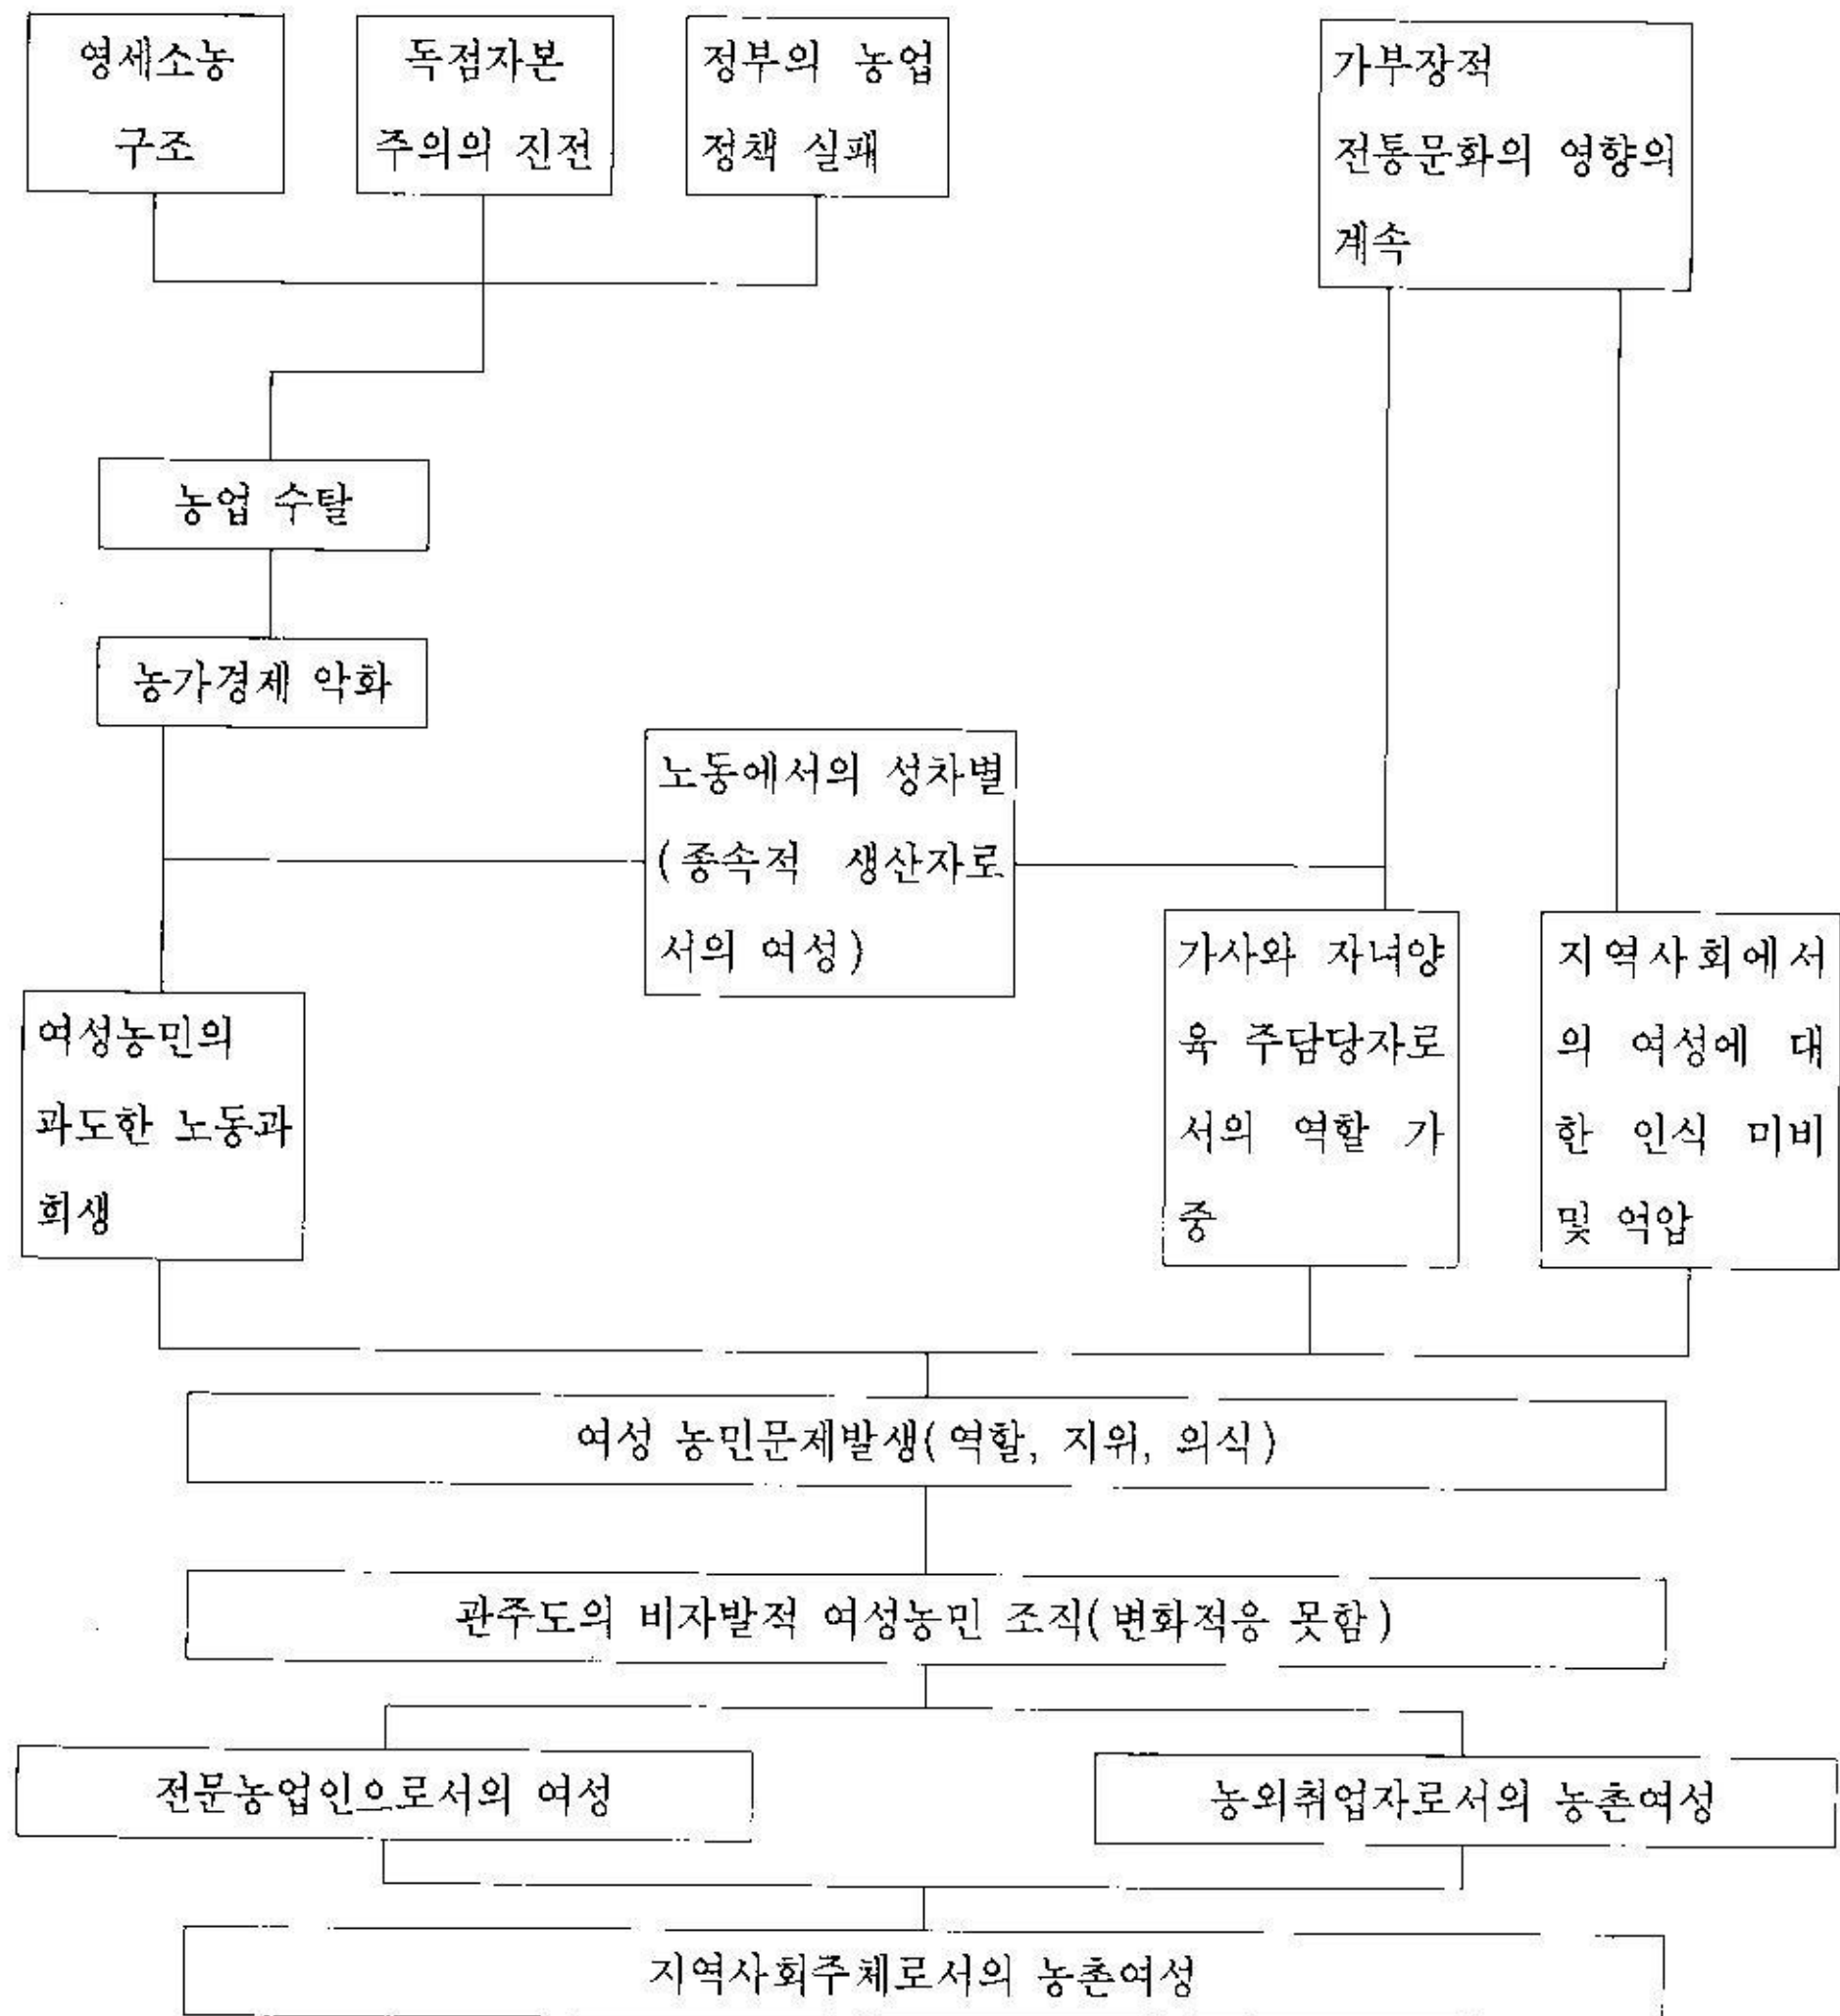 영세소농
구조
독점자본
주의의 진전
정부의 농업
정책 실패
가부장적
전통문화의 영향의
계속
농업 수탈
농가경제 악화
노동에서의 성차별
(종속적 생산자로
서의 여성)
여성농민의
과도한 노동과
희생
가사와 자녀양
육 주담당자로
서의 역할 가
중
지역사회에서
의 여성에 대
한 인식 미비
및 억압
여성 농민문제발생(역할, 지위, 의식)
관주도의 비자발적 여성농민 조직(변화적응 못함)
전문농업인으로서의 여성
농외취업자로서의 농촌여성
지역사회주체로서의 농촌여성